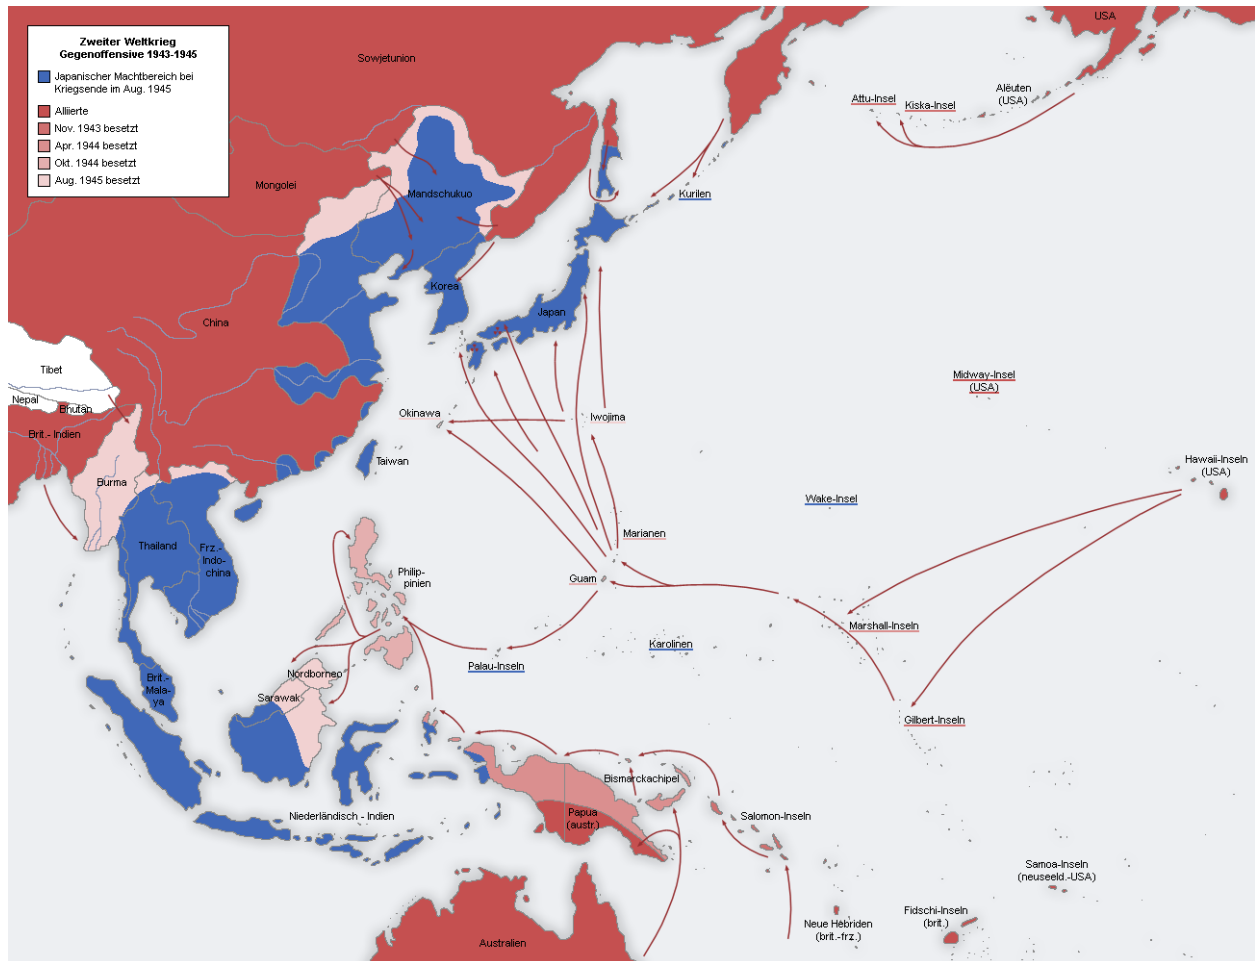 Zweiter Weltkrieg
Gegenoffensive 1943-1945
Japanischer Machtbereich bei
Kriegsende im Aug. 1945
Alliierte
Nov. 1943 besetzt
Apr. 1944 besetzt
Okt. 1944 besetzt
Aug. 1945 besetzt
USA
Sowjetunion
Alëuten
(USA)
Attu-Insel
Kiska-Insel
Mongolei
Mandschukuo
Kurilen
Korea
Japan
China
Tibet
Midway-Insel
(USA)
Nepal
Bhutan
Okinawa
Iwojima
Brit.- Indien
Taiwan
Hawaii-Inseln
(USA)
Burma
Wake-Insel
Thailand
Frz.-
Indo-
china
Marianen
Philip-
pinien
Guam
Marshall-Inseln
Karolinen
Palau-Inseln
Nordborneo
Brit.-
Mala-
ya
Sarawak
Gilbert-Inseln
Bismarckachipel
Niederländisch - Indien
Papua
(austr.)
Salomon-Inseln
Samoa-Inseln
(neuseeld.-USA)
Neue Hebriden
(brit.-frz.)
Fidschi-Inseln
(brit.)
Australien